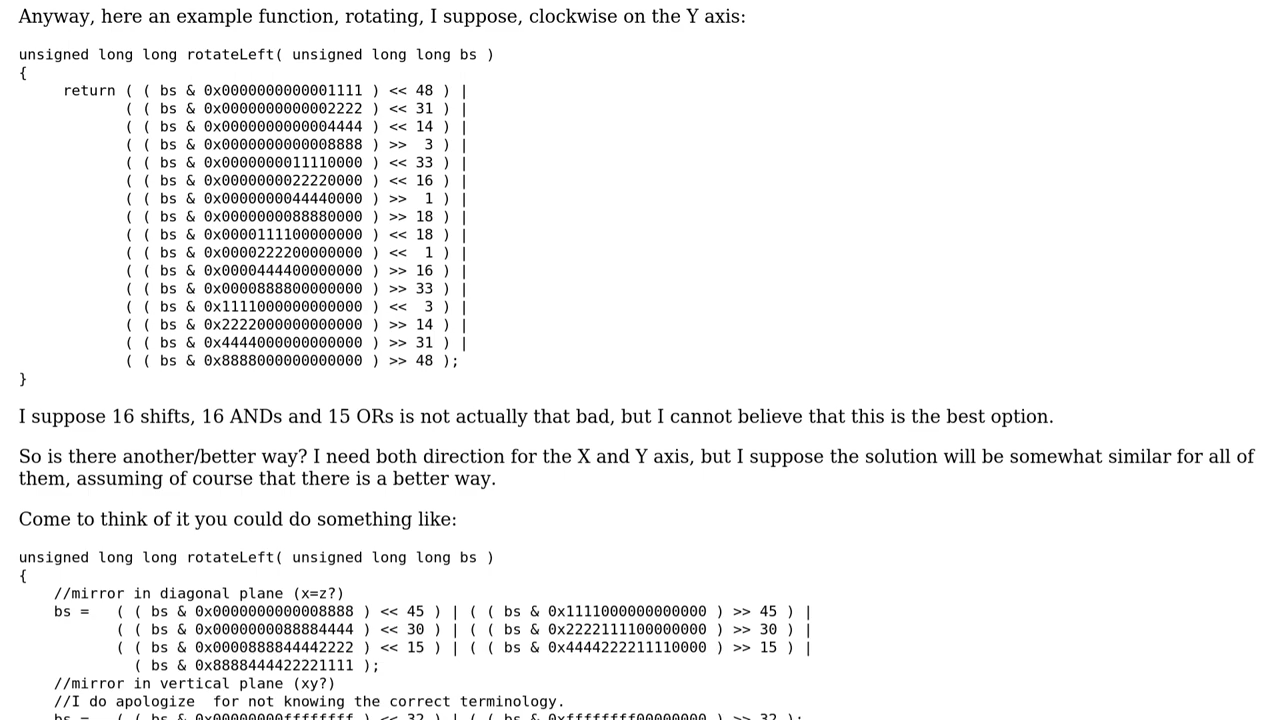 Anyway, here an example function, rotating, I suppose, clockwise on the Y axis:
unsigned long long rotateLeft( unsigned long long bs )
{
     return ( ( bs & 0x0000000000001111 ) << 48 ) |
            ( ( bs & 0x0000000000002222 ) << 31 ) |
            ( ( bs & 0x0000000000004444 ) << 14 ) |
            ( ( bs & 0x0000000000008888 ) >>  3 ) |
            ( ( bs & 0x0000000011110000 ) << 33 ) |
            ( ( bs & 0x0000000022220000 ) << 16 ) |
            ( ( bs & 0x0000000044440000 ) >>  1 ) |
            ( ( bs & 0x0000000088880000 ) >> 18 ) |
            ( ( bs & 0x0000111100000000 ) << 18 ) |
            ( ( bs & 0x0000222200000000 ) <<  1 ) |
            ( ( bs & 0x0000444400000000 ) >> 16 ) |
            ( ( bs & 0x0000888800000000 ) >> 33 ) |
            ( ( bs & 0x1111000000000000 ) <<  3 ) |
            ( ( bs & 0x2222000000000000 ) >> 14 ) |
            ( ( bs & 0x4444000000000000 ) >> 31 ) |
            ( ( bs & 0x8888000000000000 ) >> 48 );
}
I suppose 16 shifts, 16 ANDs and 15 ORs is not actually that bad, but I cannot believe that this is the best option.
So is there another/better way? I need both direction for the X and Y axis, but I suppose the solution will be somewhat similar for all of
them, assuming of course that there is a better way.
Come to think of it you could do something like:
unsigned long long rotateLeft( unsigned long long bs )
{
    //mirror in diagonal plane (x=z?)
    bs =   ( ( bs & 0x0000000000008888 ) << 45 ) | ( ( bs & 0x1111000000000000 ) >> 45 ) |
           ( ( bs & 0x0000000088884444 ) << 30 ) | ( ( bs & 0x2222111100000000 ) >> 30 ) |
           ( ( bs & 0x0000888844442222 ) << 15 ) | ( ( bs & 0x4444222211110000 ) >> 15 ) |
             ( bs & 0x8888444422221111 );
    //mirror in vertical plane (xy?)
    //I do apologize  for not knowing the correct terminology.
    bs =   ( ( bs & 0x00000000ffffffff ) << 32 ) | ( ( bs & 0xffffffff00000000 ) >> 32 );